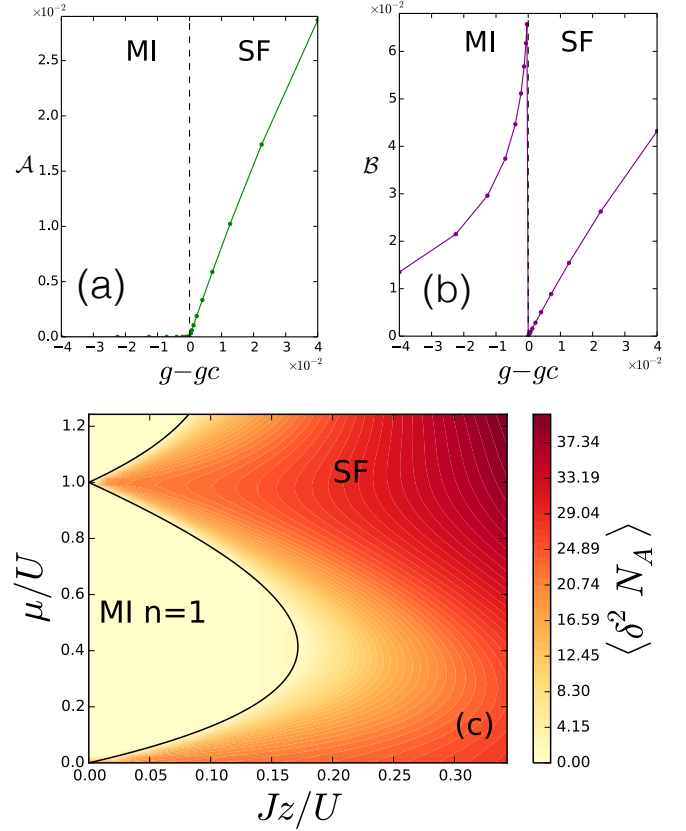 MI SF
(a)
𝒜
3.0
2.5
2.0
1.5
1.0
0.5
0.0
×10⁻²
−4 −3 −2 −1 0 1 2 3 4
×10⁻²
g−gc
MI SF
(b)
ℬ
6
4
2
0
×10⁻²
−4 −3 −2 −1 0 1 2 3 4
×10⁻²
g−gc
SF
MI n=1
(c)
μ/U
1.2
1.0
0.8
0.6
0.4
0.2
0.0
0.00 0.05 0.10 0.15 0.20 0.25 0.30
Jz/U
37.34
33.19
29.04
24.89
20.74
16.60
12.45
8.30
4.15
0.00
⟨δ² N_A⟩